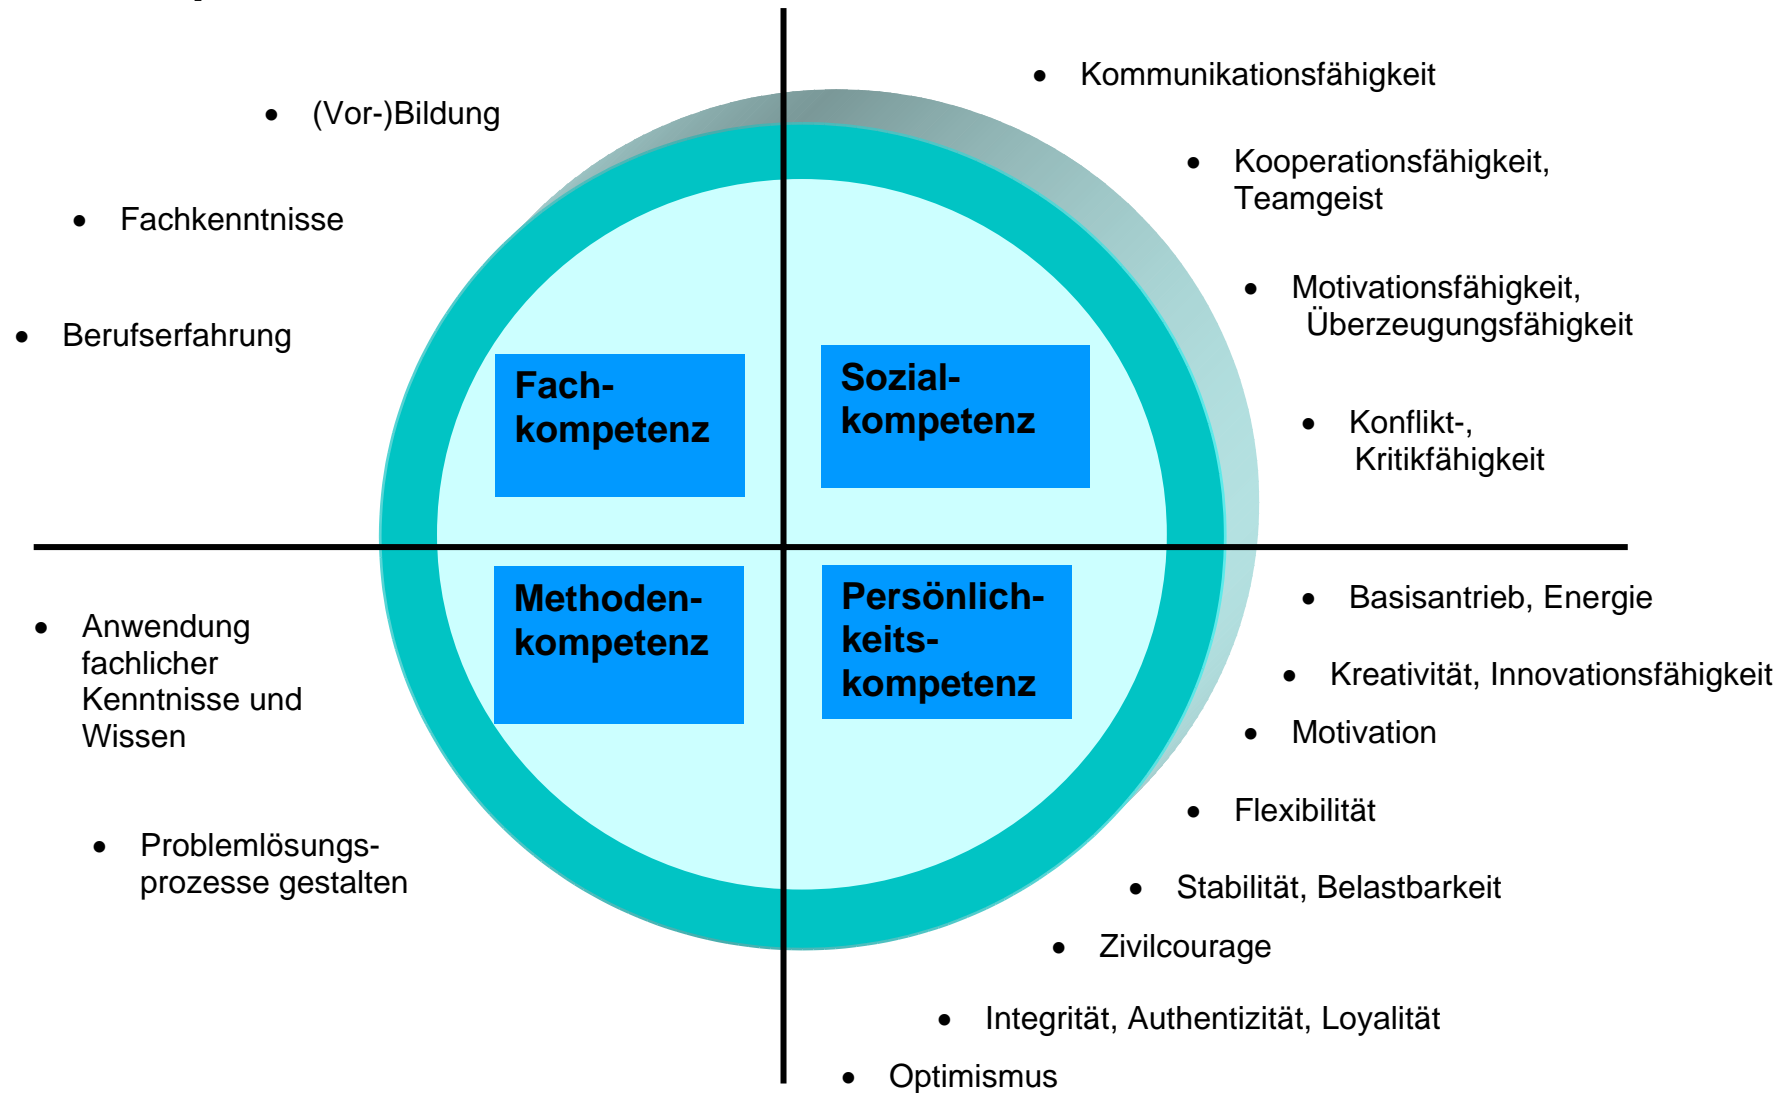 • (Vor-)Bildung
• Fachkenntnisse
• Berufserfahrung
Fach-
kompetenz
• Kommunikationsfähigkeit
• Kooperationsfähigkeit,
Teamgeist
• Motivationsfähigkeit,
Überzeugungsfähigkeit
• Konflikt-,
Kritikfähigkeit
Sozial-
kompetenz
Methoden-
kompetenz
• Anwendung
fachlicher
Kenntnisse und
Wissen
• Problemlösungs-
prozesse gestalten
Persönlich-
keits-
kompetenz
• Basisantrieb, Energie
• Kreativität, Innovationsfähigkeit
• Motivation
• Flexibilität
• Stabilität, Belastbarkeit
• Zivilcourage
• Integrität, Authentizität, Loyalität
• Optimismus